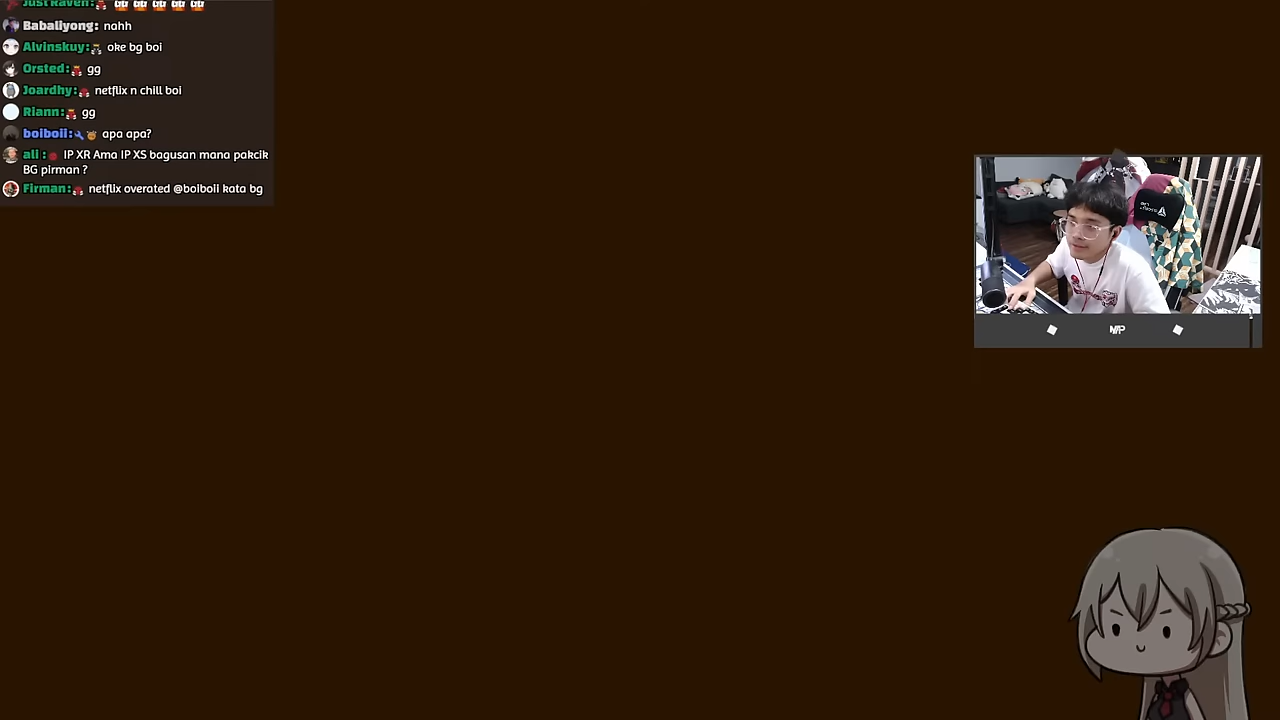 JustRaven:
Babaliyong: nahh
Alvinskuy: oke bg boi
Orsted: gg
Joardhy: netflix n chill boi
Riann: gg
boiboii: apa apa?
ali : IP XR Ama IP XS bagusan mana pakcik
BG pirman ?
Firman: netflix overated @boiboii kata bg